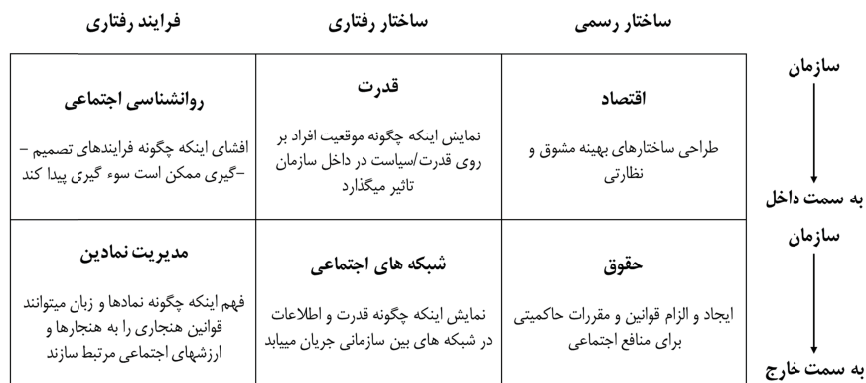 ساختار رسمی
ساختار رفتاری
فرایند رفتاری
سازمان
به سمت داخل
اقتصاد
طراحی ساختارهای بهینه مشوق و
نظارتی
قدرت
نمایش اینکه چگونه موقعیت افراد بر
روی قدرت/سیاست در داخل سازمان
تاثیر میگذارد
روانشناسی اجتماعی
افشای اینکه چگونه فرایندهای تصمیم –
–گیری ممکن است سوء گیری پیدا کند
سازمان
به سمت خارج
حقوق
ایجاد و الزام قوانین و مقررات حاکمیتی
برای منافع اجتماعی
شبکه های اجتماعی
نمایش اینکه چگونه قدرت و اطلاعات
در شبکه های بین سازمانی جریان مییابد
مدیریت نمادین
فهم اینکه چگونه نمادها و زبان میتوانند
قوانین هنجاری را به هنجارها و
ارزشهای اجتماعی مرتبط سازند